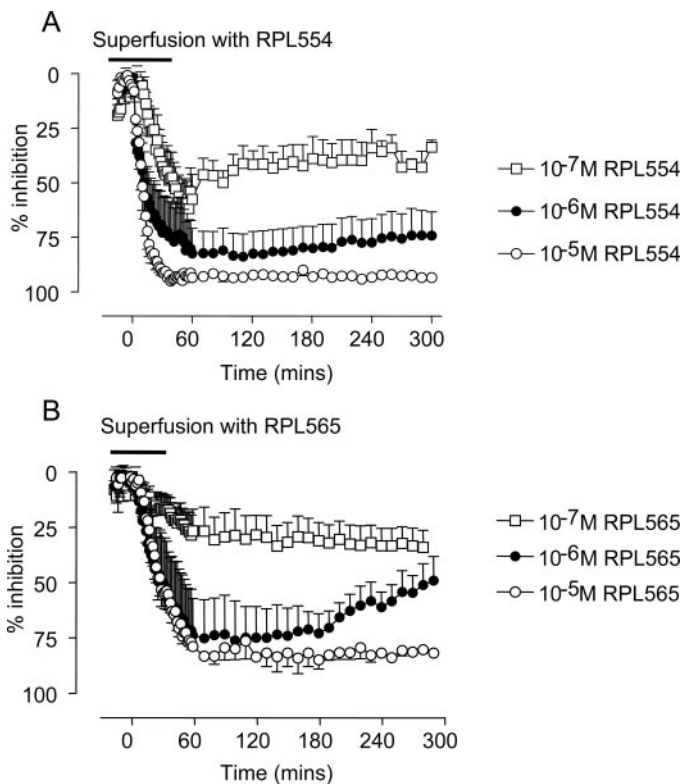 A
Superfusion with RPL554
0
25
50
75
100
% inhibition
0 60 120 180 240 300
Time (mins)
10-7M RPL554
10-6M RPL554
10-5M RPL554
B
Superfusion with RPL565
0
25
50
75
100
% inhibition
0 60 120 180 240 300
Time (mins)
10-7M RPL565
10-6M RPL565
10-5M RPL565